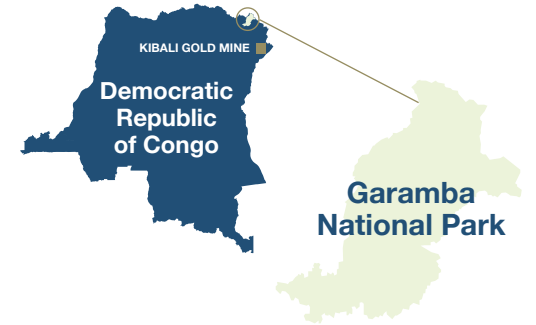 KIBALI GOLD MINE
Democratic
Republic
of Congo
Garamba
National Park